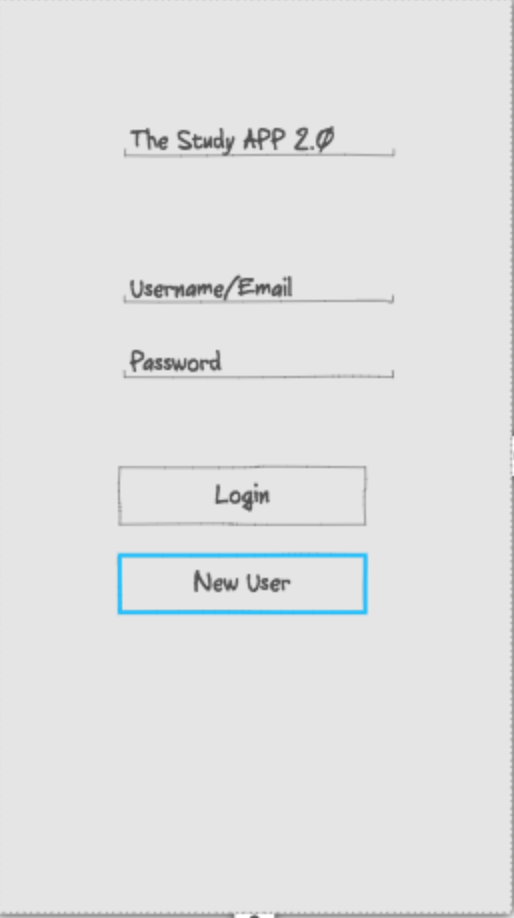 The Study APP 2.0
Username/Email
Password
Login
New User